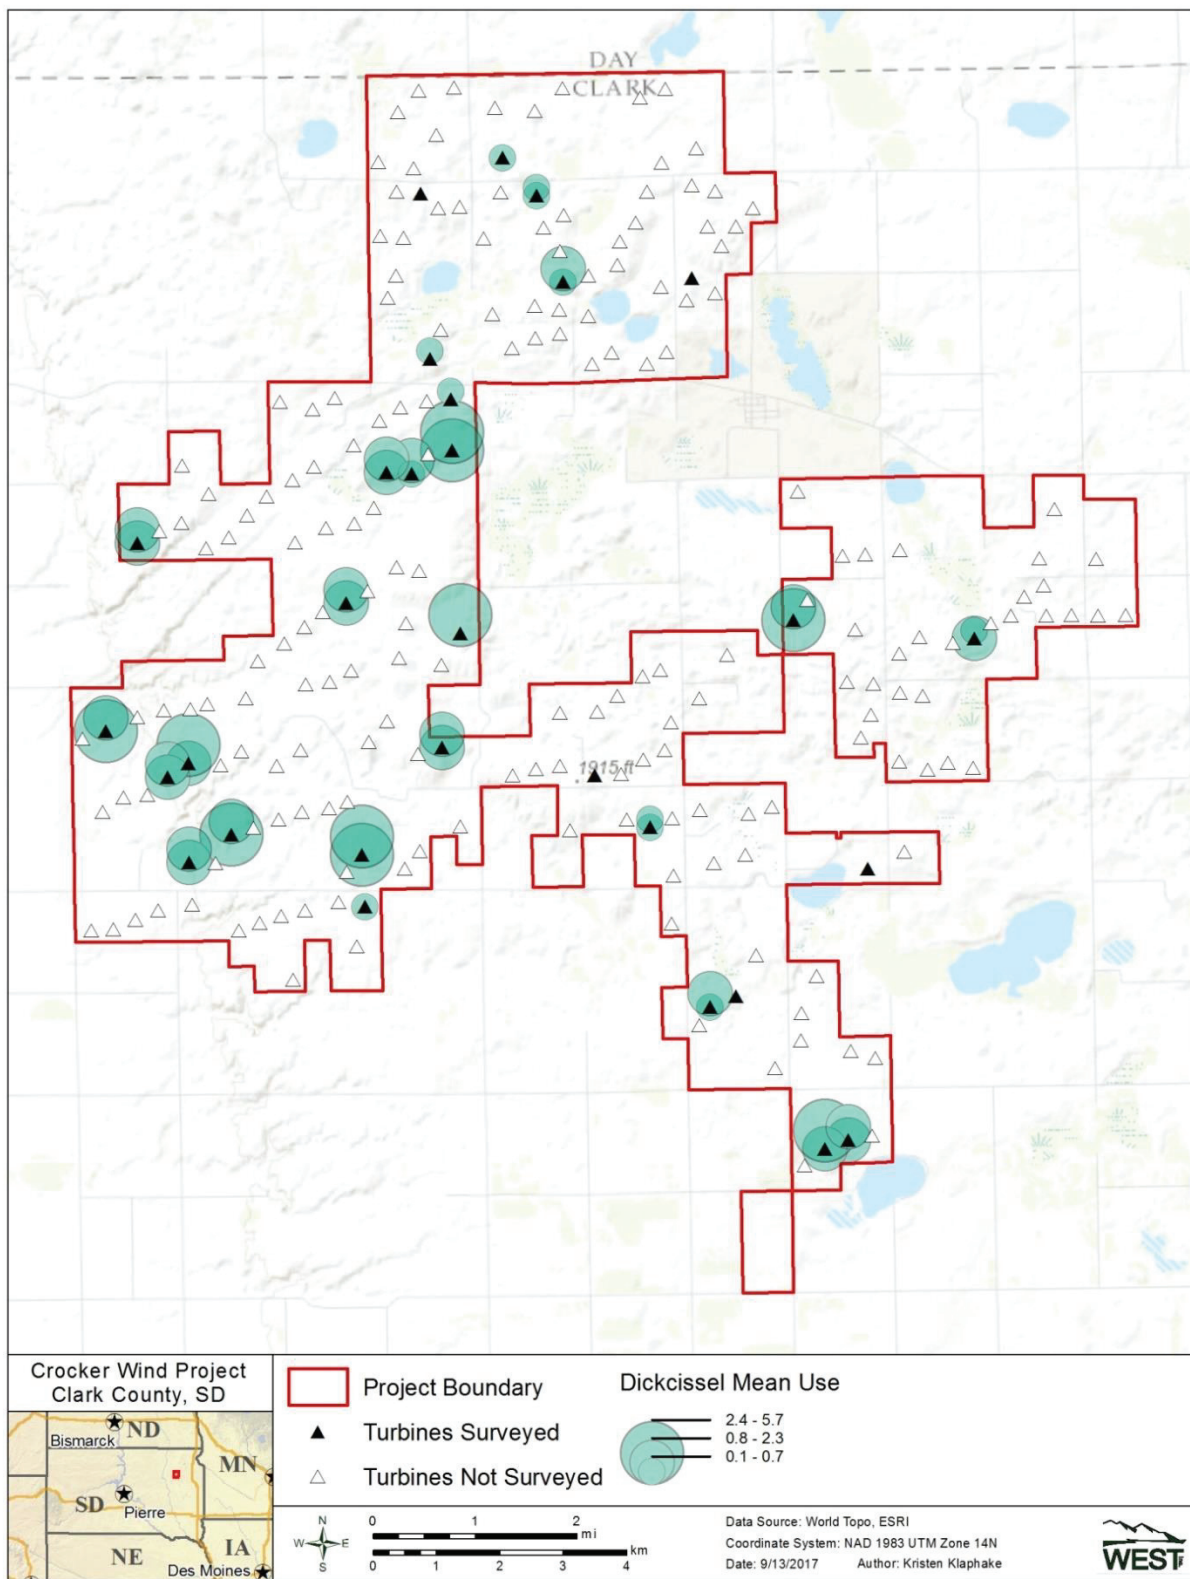 DAY
CLARK
1915 ft
Crocker Wind Project
Clark County, SD
ND
Bismarck
MN
SD
Pierre
NE
IA
Des Moines
Project Boundary
Turbines Surveyed
Turbines Not Surveyed
Dickcissel Mean Use
2.4 - 5.7
0.8 - 2.3
0.1 - 0.7
N
W E
S
0 1 2
mi
0 1 2 3 4
km
Data Source: World Topo, ESRI
Coordinate System: NAD 1983 UTM Zone 14N
Date: 9/13/2017 Author: Kristen Klaphake
WEST